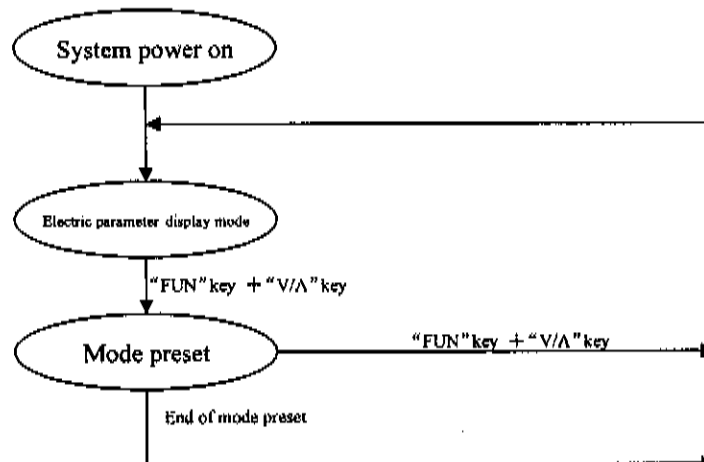 System power on
Electric parameter display mode
"FUN" key + "V/Λ" key
Mode preset
"FUN" key + "V/Λ" key
End of mode preset